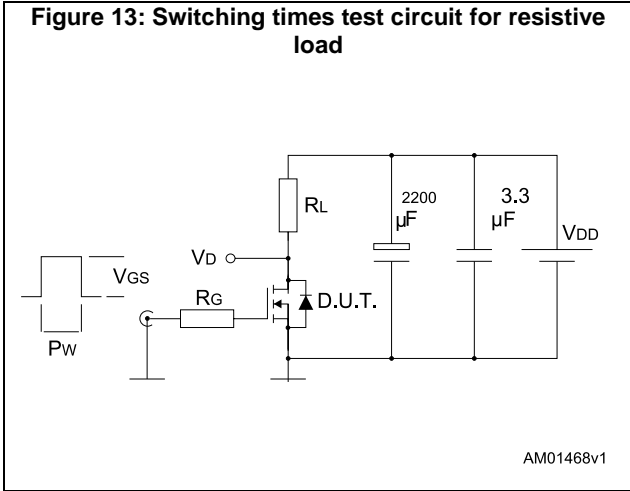 Figure 13: Switching times test circuit for resistive
load
2200
μF
3.3
μF
RL
VDD
VD
VGS
RG
D.U.T.
PW
AM01468v1